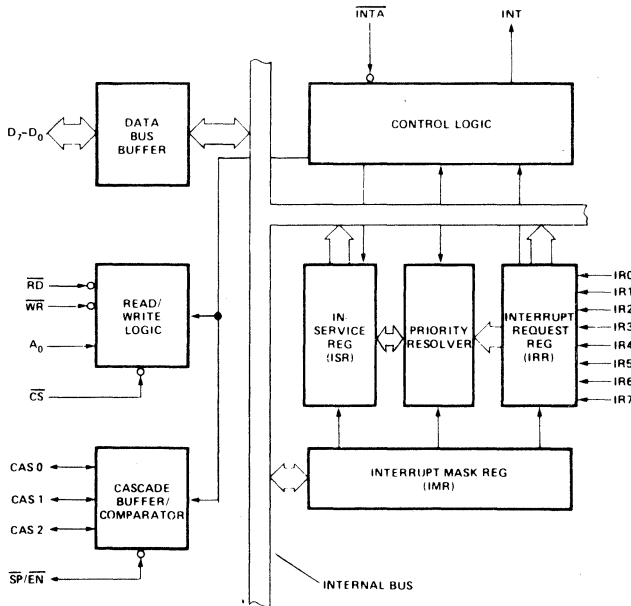 INTA
INT
D7-D0
DATA
BUS
BUFFER
CONTROL LOGIC
RD
WR
A0
CS
READ/
WRITE
LOGIC
IN-
SERVICE
REG
(ISR)
PRIORITY
RESOLVER
INTERRUPT
REQUEST
REG
(IRR)
IR0
IR1
IR2
IR3
IR4
IR5
IR6
IR7
CAS 0
CAS 1
CAS 2
SP/EN
CASCADE
BUFFER/
COMPARATOR
INTERRUPT MASK REG
(IMR)
INTERNAL BUS